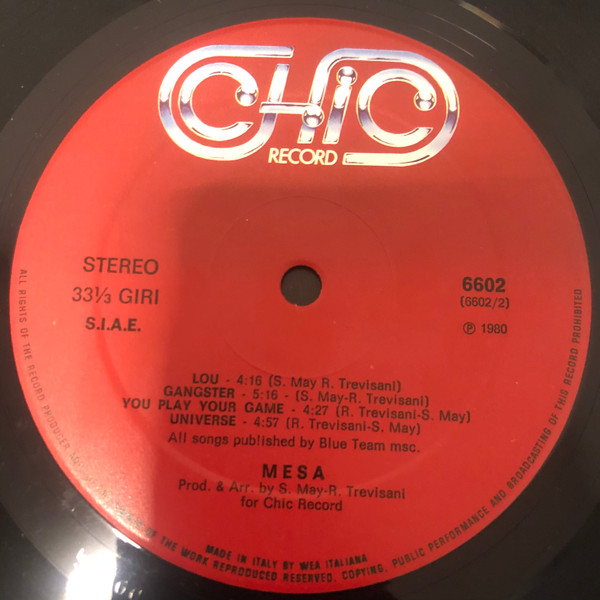 CHIC
RECORD
STEREO
33⅓ GIRI
S.I.A.E.
6602
(6602/2)
Ⓟ 1980
LOU - 4:16 (S. May R. Trevisani)
GANGSTER - 5:16 - (S. May-R. Trevisani)
YOU PLAY YOUR GAME - 4:27 (R. Trevisani-S. May)
UNIVERSE - 4:57 (R. Trevisani-S. May)
All songs published by Blue Team msc.
MESA
Prod. & Arr. by S. May-R. Trevisani
for Chic Record
MADE IN ITALY BY WEA ITALIANA
ALL RIGHTS OF THE RECORD PRODUCER
OF THE WORK REPRODUCED RESERVED. COPYING, PUBLIC PERFORMANCE AND BROADCASTING OF THIS RECORD PROHIBITED